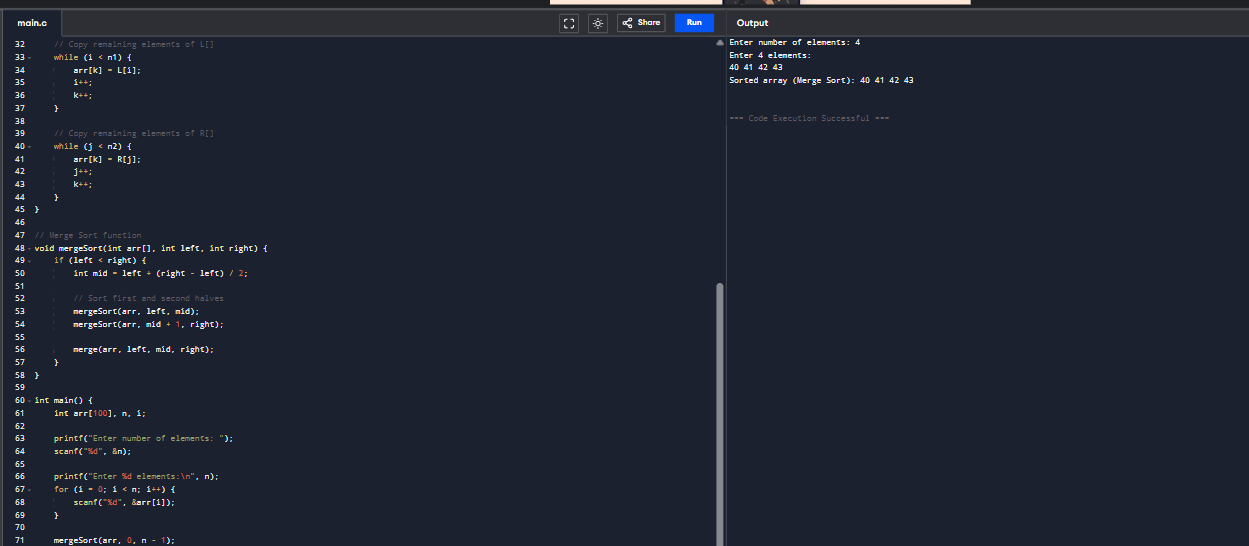 main.c
Share
Run
Output
32 // Copy remaining elements of L[]
33 while (i < n1) {
34 arr[k] = L[i];
35 i++;
36 k++;
37 }
38
39 // Copy remaining elements of R[]
40 while (j < n2) {
41 arr[k] = R[j];
42 j++;
43 k++;
44 }
45 }
46
47 // Merge Sort function
48 void mergeSort(int arr[], int left, int right) {
49 if (left < right) {
50 int mid = left + (right - left) / 2;
51
52 // Sort first and second halves
53 mergeSort(arr, left, mid);
54 mergeSort(arr, mid + 1, right);
55
56 merge(arr, left, mid, right);
57 }
58 }
59
60 int main() {
61 int arr[100], n, i;
62
63 printf("Enter number of elements: ");
64 scanf("%d", &n);
65
66 printf("Enter %d elements:\n", n);
67 for (i = 0; i < n; i++) {
68 scanf("%d", &arr[i]);
69 }
70
71 mergeSort(arr, 0, n - 1);
Enter number of elements: 4
Enter 4 elements:
40 41 42 43
Sorted array (Merge Sort): 40 41 42 43
=== Code Execution Successful ===